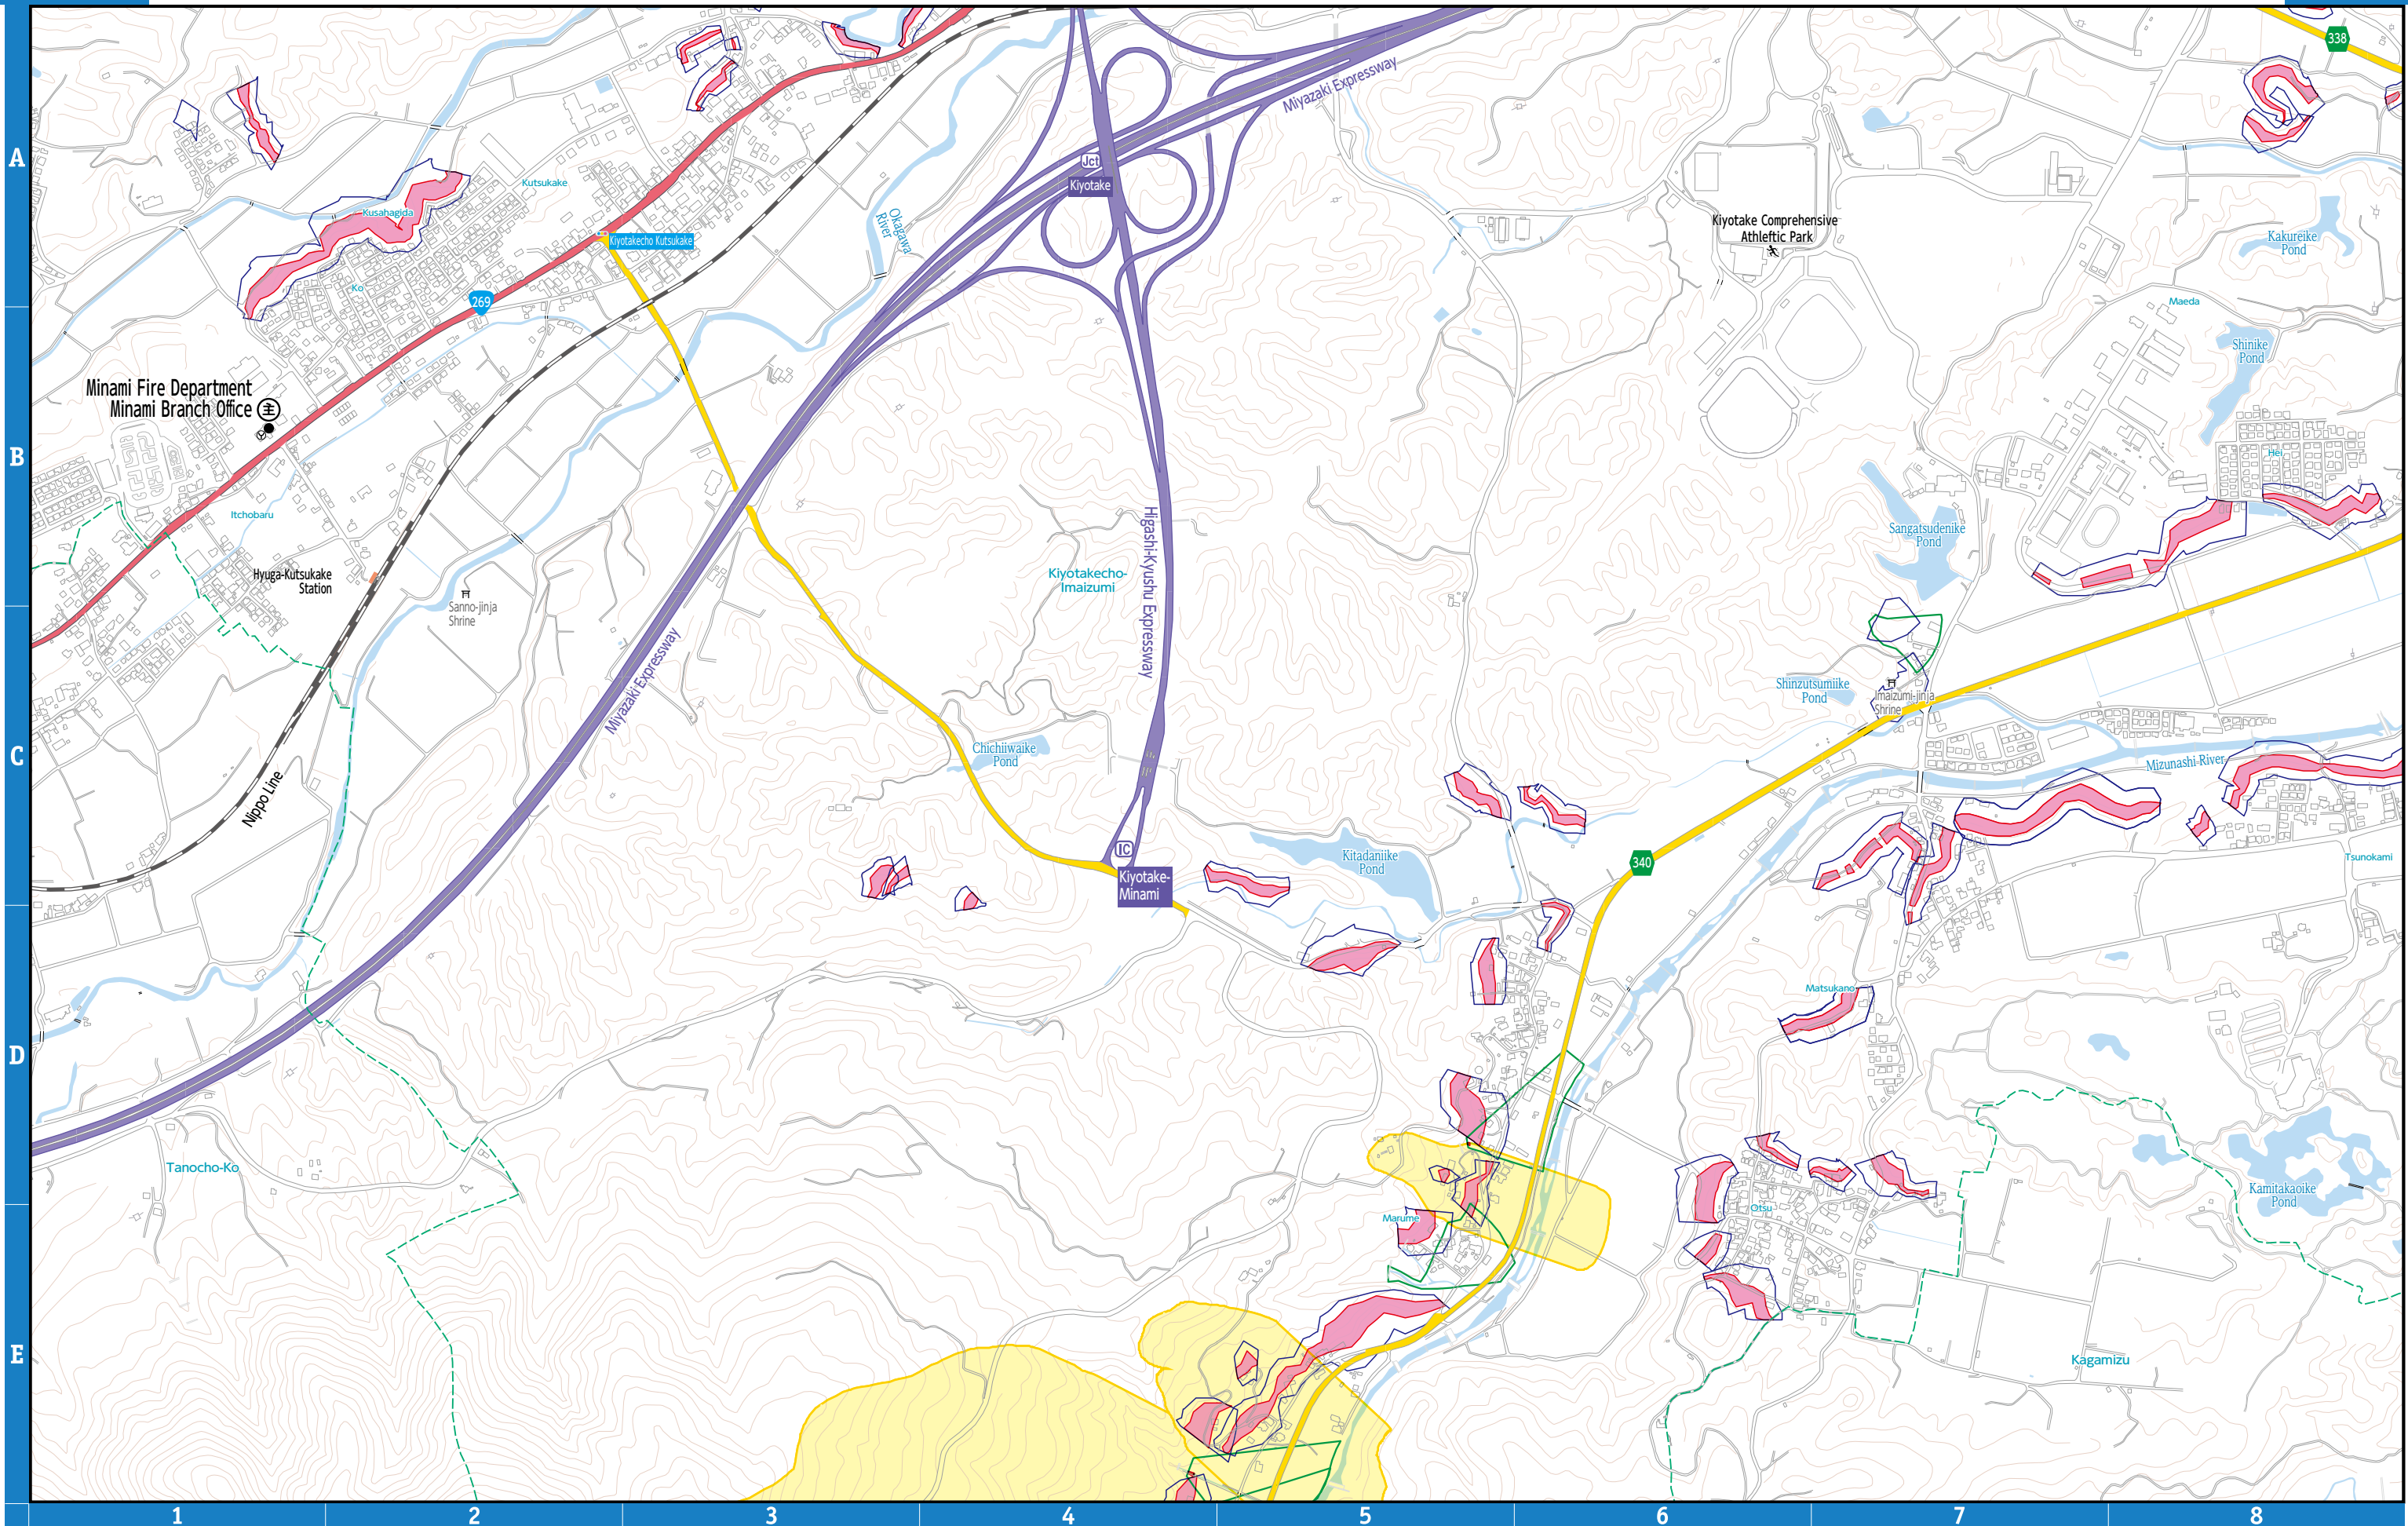 338
Miyazaki Expressway
A
Jct
Kiyotake
Kutsukake
Kusahagida
Okagawa
River
Kiyotake Comprehensive
Athleftic Park
Kakureike
Pond
Kiyotakecho Kutsukake
Ko
269
Maeda
Shinike
Pond
Minami Fire Department
Minami Branch Office
主
B
Hei
Itchobaru
Higashi-Kyushu Expressway
Sangatsudenike
Pond
Hyuga-Kutsukake
Station
Kiyotakecho-
Imaizumi
Sanno-jinja
Shrine
Miyazaki Expressway
Shinzutsumiike
Pond
Imaizumi-jinja
Shrine
C
Chichiiwaike
Pond
Mizunashi River
Nippo Line
IC
Kiyotake-
Minami
Kitadaniike
Pond
340
Tsunokami
Matsukano
D
Tanocho-Ko
Kamitakaoike
Pond
Marume
Otsu
E
Kagamizu
1
2
3
4
5
6
7
8